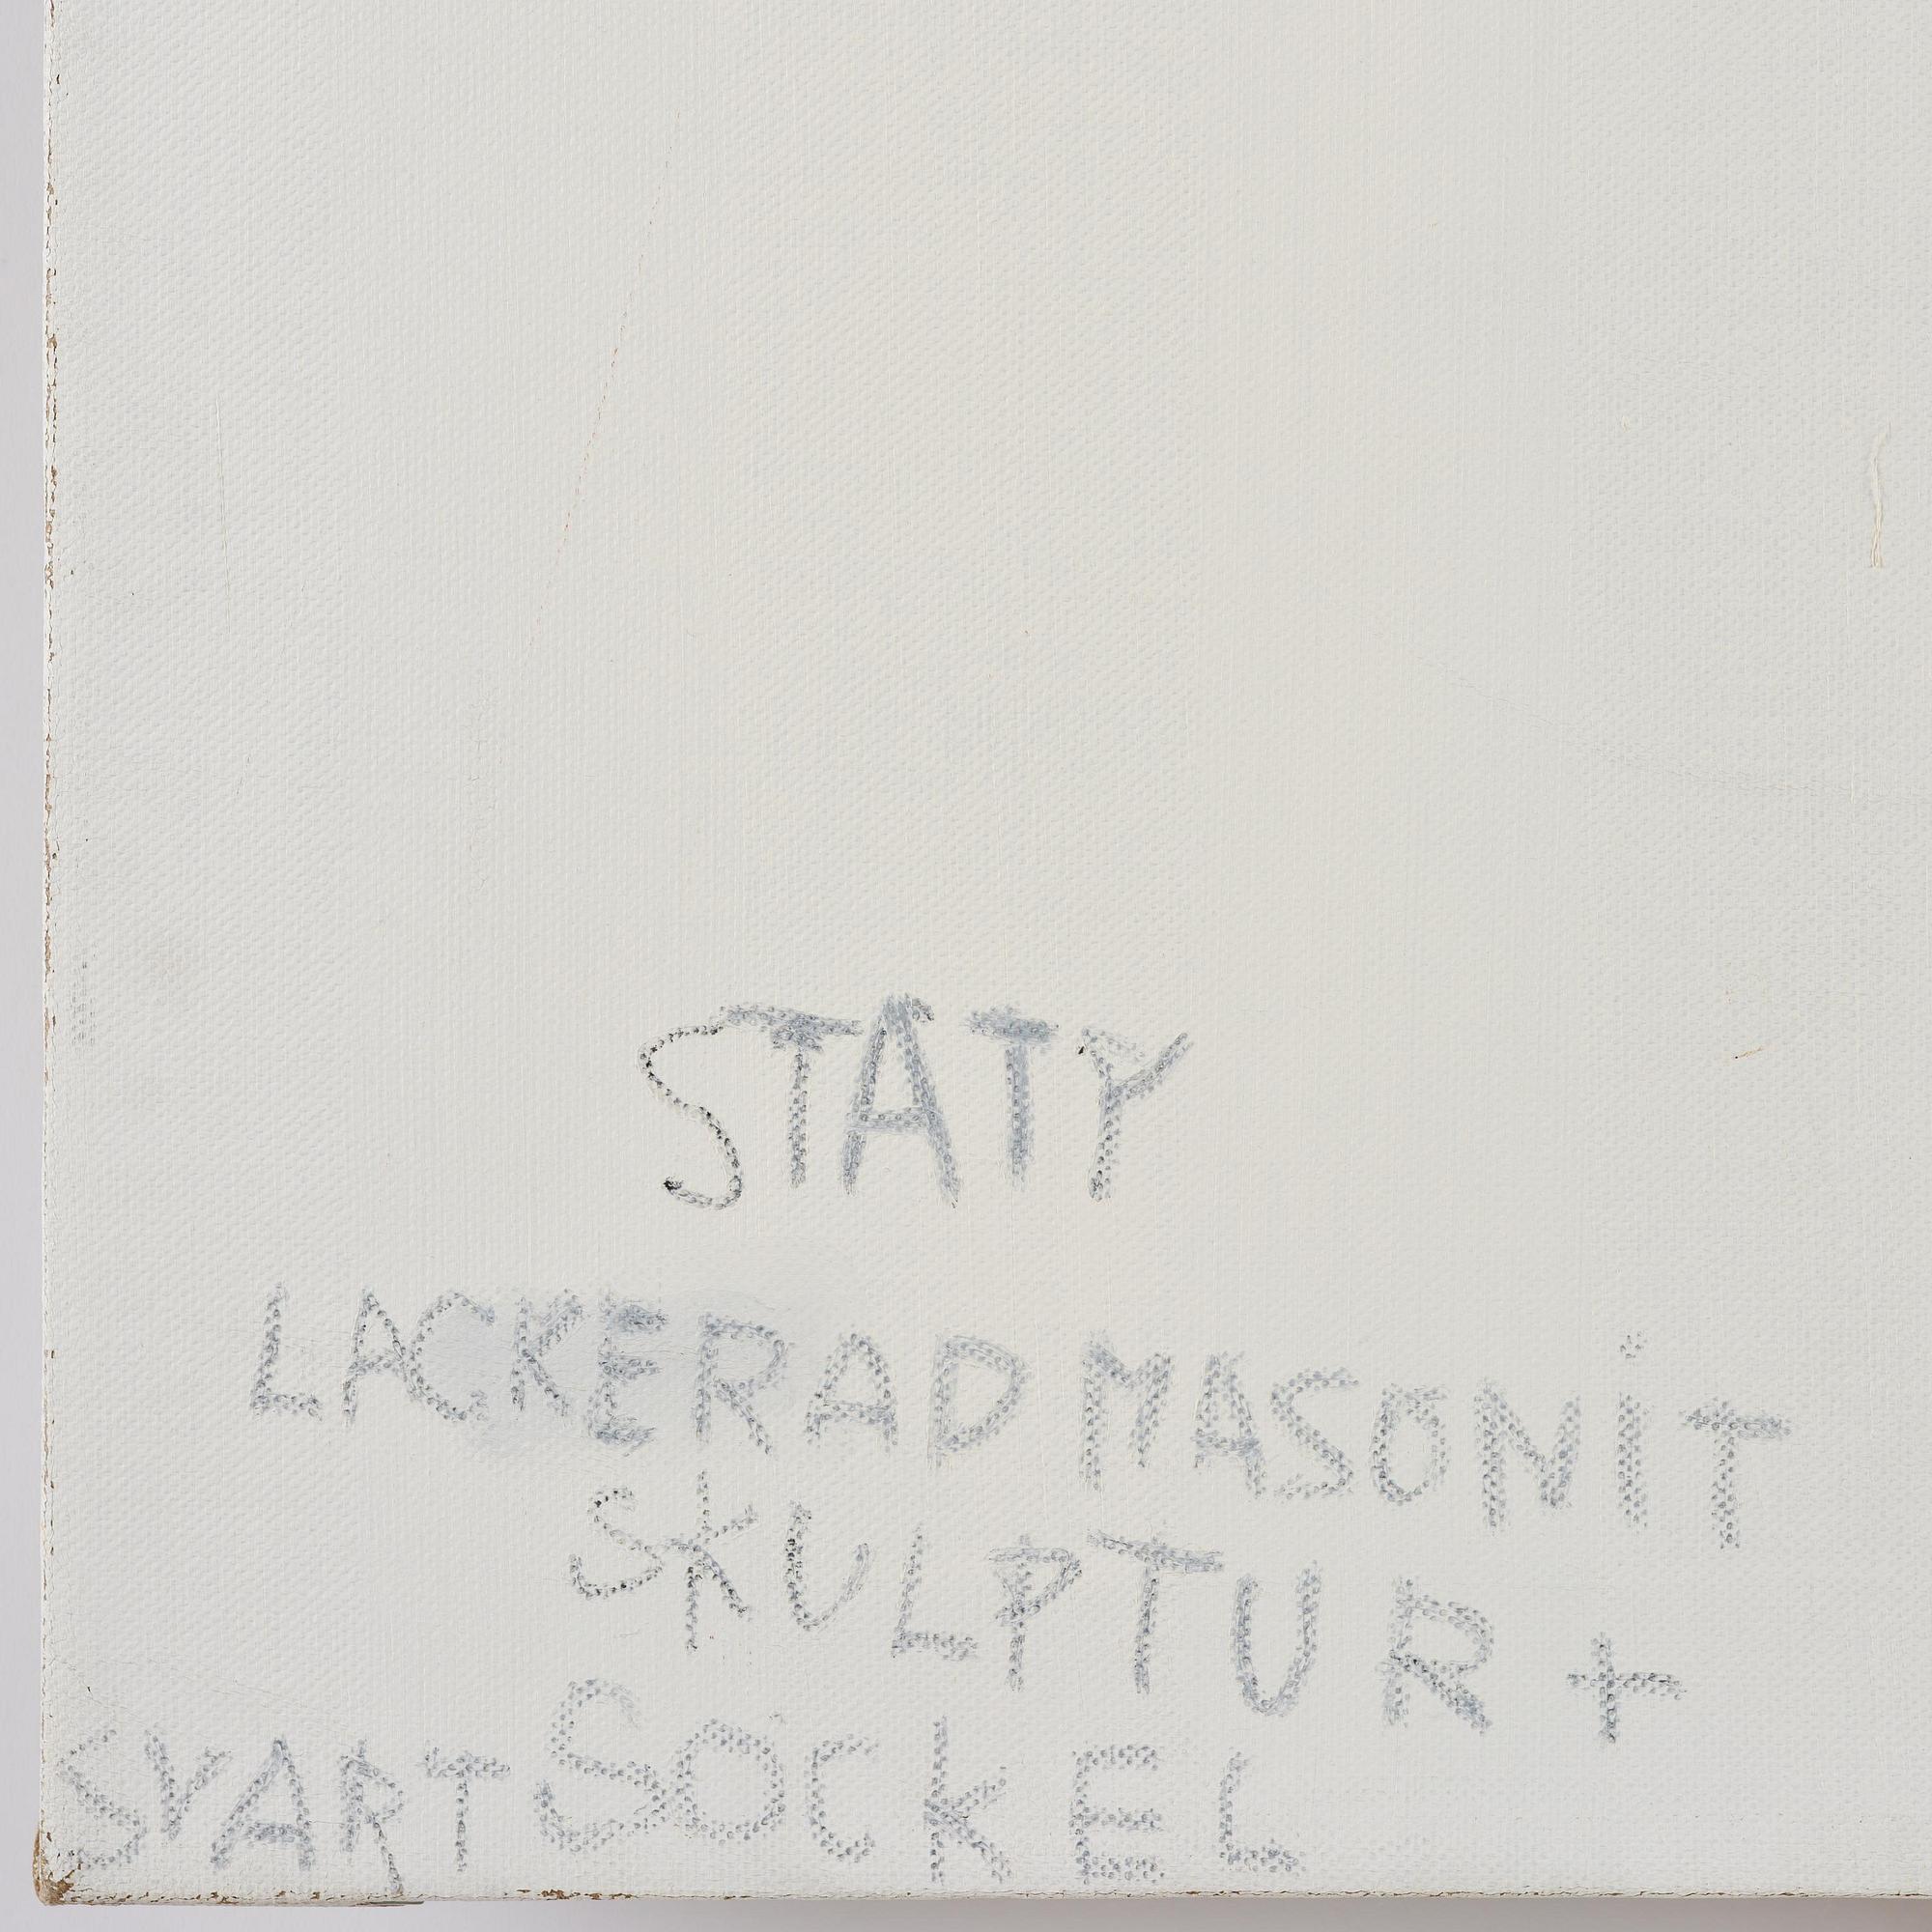 STATY
LACKERAD MASONiT
SKULPTUR +
SVART SOCKEL